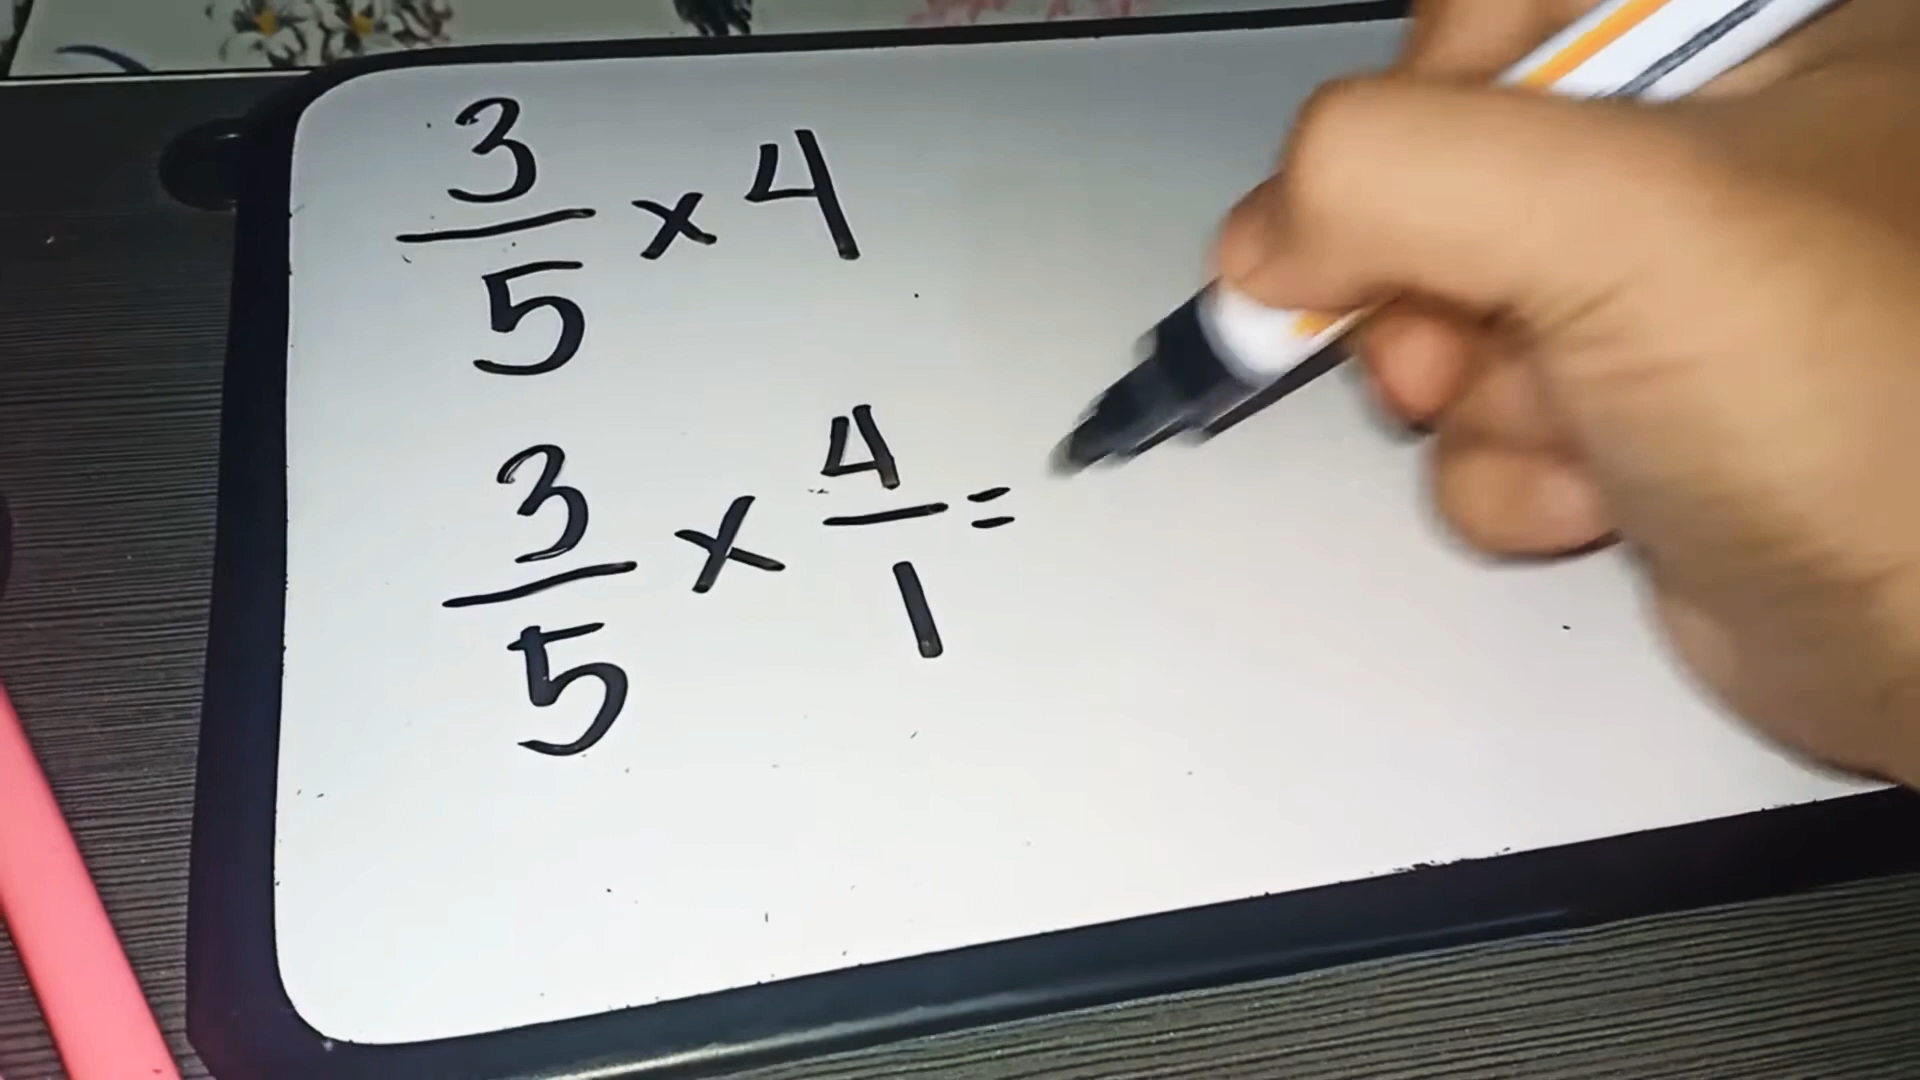 3/5 × 4
3/5 × 4/1 =